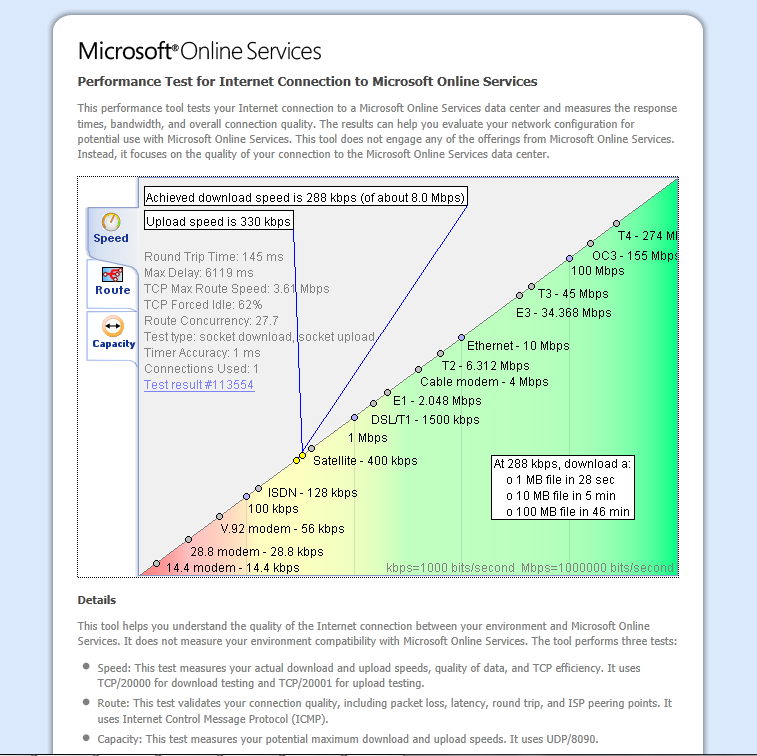 Microsoft® Online Services
Performance Test for Internet Connection to Microsoft Online Services
This performance tool tests your Internet connection to a Microsoft Online Services data center and measures the response
times, bandwidth, and overall connection quality. The results can help you evaluate your network configuration for
potential use with Microsoft Online Services. This tool does not engage any of the offerings from Microsoft Online Services.
Instead, it focuses on the quality of your connection to the Microsoft Online Services data center.
Speed
Route
Capacity
Achieved download speed is 288 kbps (of about 8.0 Mbps)
Upload speed is 330 kbps
Round Trip Time: 145 ms
Max Delay: 6119 ms
TCP Max Route Speed: 3.61 Mbps
TCP Forced Idle: 62%
Route Concurrency: 27.7
Test type: socket download, socket upload
Timer Accuracy: 1 ms
Connections Used: 1
Test result #113554
T4 - 274 M
OC3 - 155 Mbps
100 Mbps
T3 - 45 Mbps
E3 - 34.368 Mbps
Ethernet - 10 Mbps
T2 - 6.312 Mbps
Cable modem - 4 Mbps
E1 - 2.048 Mbps
DSL/T1 - 1500 kbps
1 Mbps
Satellite - 400 kbps
ISDN - 128 kbps
100 kbps
V.92 modem - 56 kbps
28.8 modem - 28.8 kbps
14.4 modem - 14.4 kbps
At 288 kbps, download a:
o 1 MB file in 28 sec
o 10 MB file in 5 min
o 100 MB file in 46 min
kbps=1000 bits/second Mbps=1000000 bits/second
Details
This tool helps you understand the quality of the Internet connection between your environment and Microsoft Online
Services. It does not measure your environment compatibility with Microsoft Online Services. The tool performs three tests:
Speed: This test measures your actual download and upload speeds, quality of data, and TCP efficiency. It uses
TCP/20000 for download testing and TCP/20001 for upload testing.
Route: This test validates your connection quality, including packet loss, latency, round trip, and ISP peering points. It
uses Internet Control Message Protocol (ICMP).
Capacity: This test measures your potential maximum download and upload speeds. It uses UDP/8090.